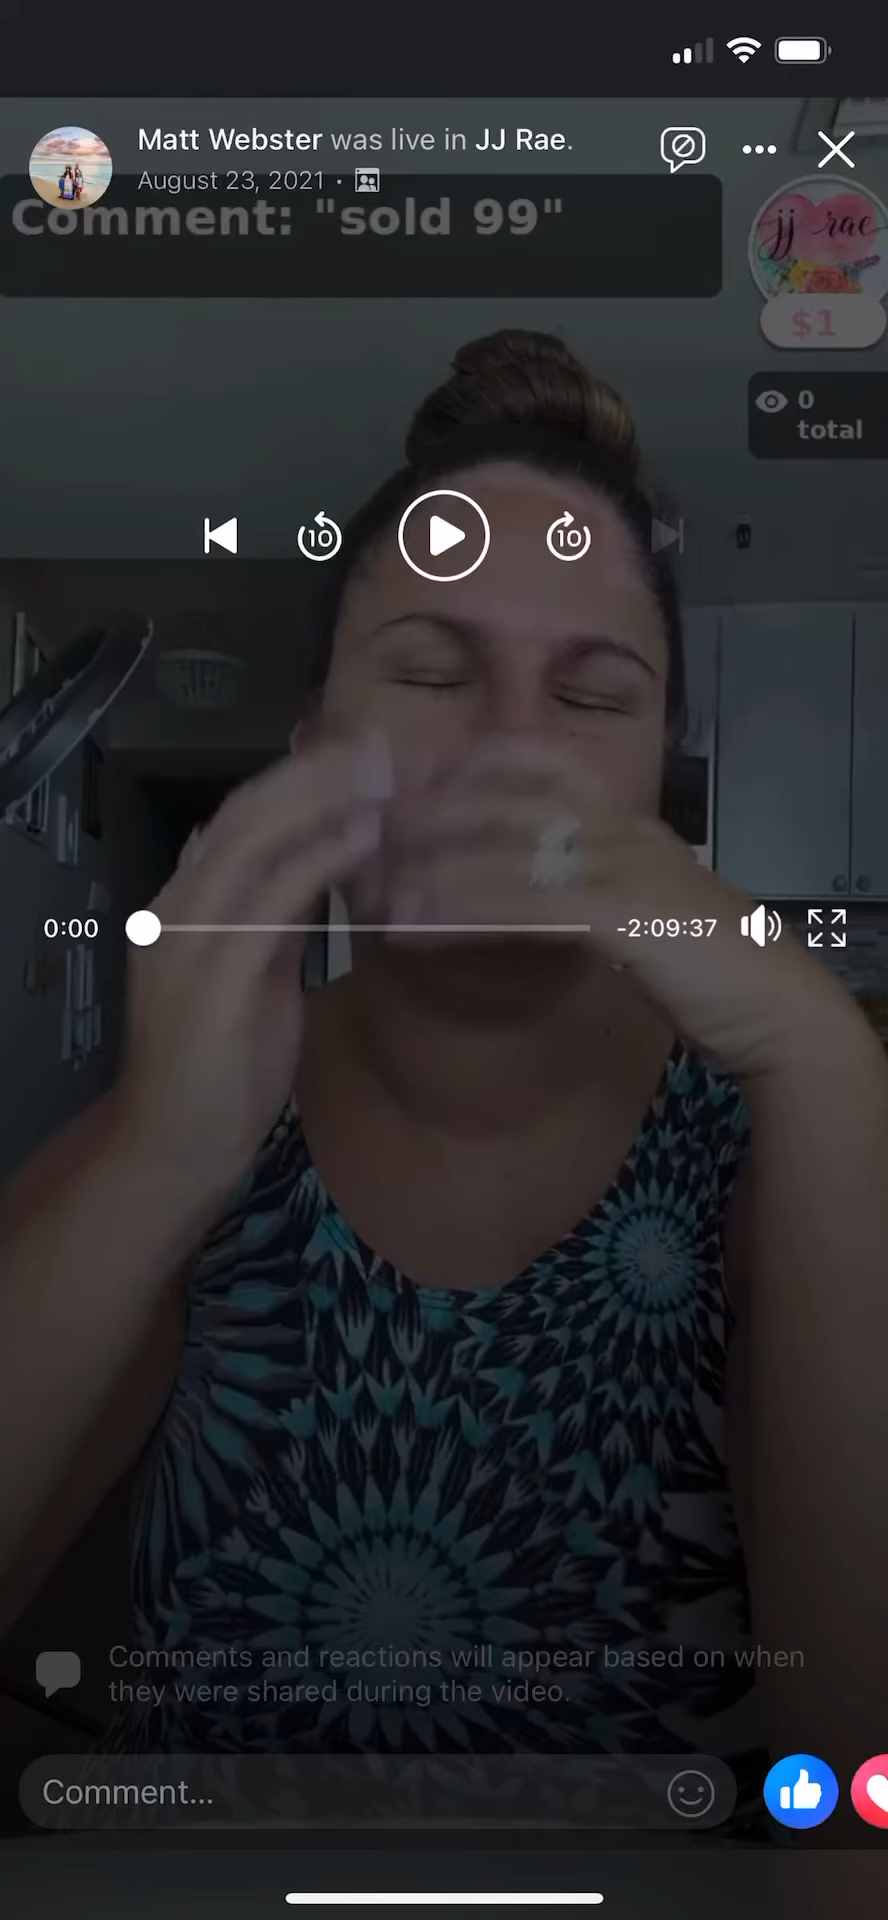 Matt Webster was live in JJ Rae.
August 23, 2021 ·
Comment: "sold 99"
jj rae
$1
0
total
10
10
0:00
-2:09:37
Comments and reactions will appear based on when
they were shared during the video.
Comment...